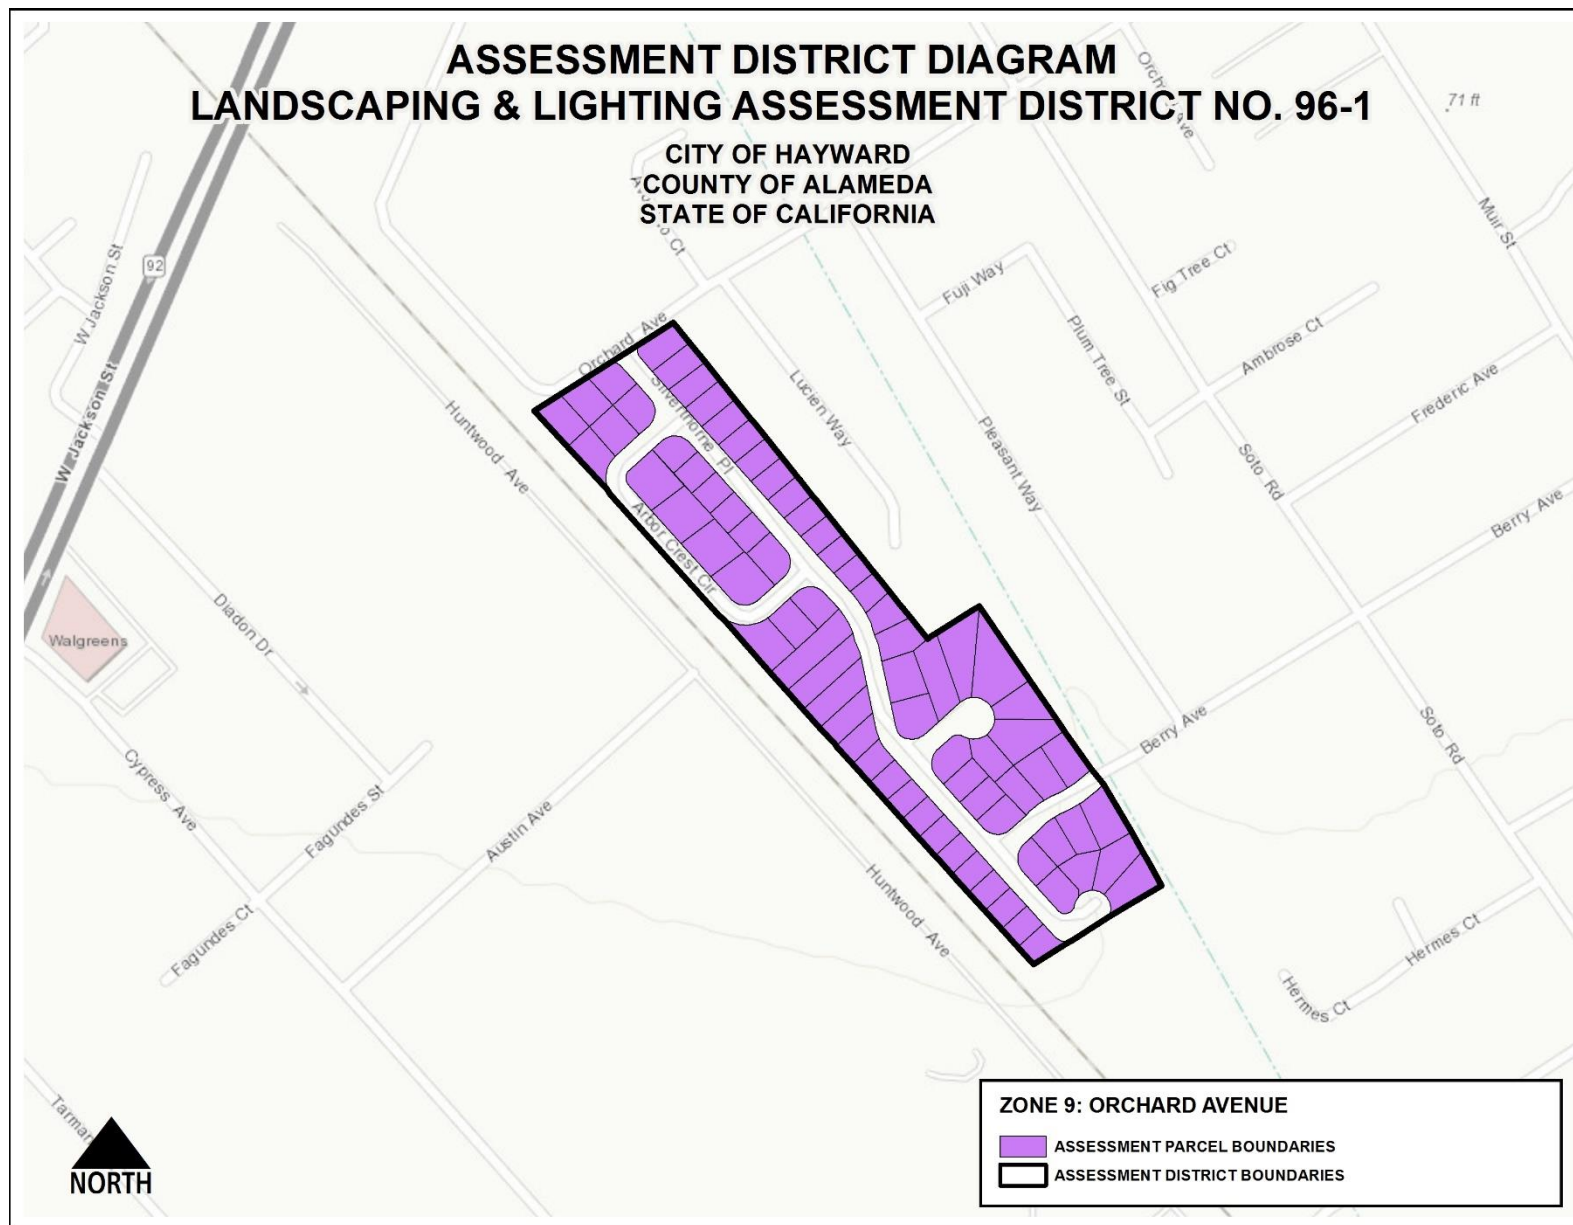 ASSESSMENT DISTRICT DIAGRAM
LANDSCAPING & LIGHTING ASSESSMENT DISTRICT NO. 96-1
CITY OF HAYWARD
COUNTY OF ALAMEDA
STATE OF CALIFORNIA
71 ft
Ave
Ct
Muir St
W Jackson St
92
Fuji Way
Fig Tree Ct
Orchard Ave
Plum Tree St
Ambrose Ct
W Jackson St
Huntwood Ave
Silverthorne Pl
Lucien Way
Pleasant Way
Frederic Ave
Soto Rd
Berry Ave
Arbor Crest Cir
Diadon Dr
Walgreens
Berry Ave
Soto Rd
Cypress Ave
Fagundes St
Austin Ave
Huntwood Ave
Fagundes Ct
Hermes Ct
Hermes Ct
NORTH
ZONE 9: ORCHARD AVENUE
ASSESSMENT PARCEL BOUNDARIES
ASSESSMENT DISTRICT BOUNDARIES